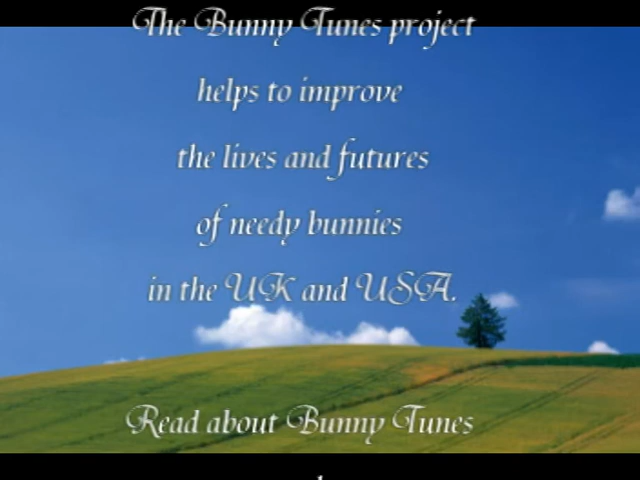 The Bunny Tunes project
helps to improve
the lives and futures
of needy bunnies
in the UK and USA.
Read about Bunny Tunes